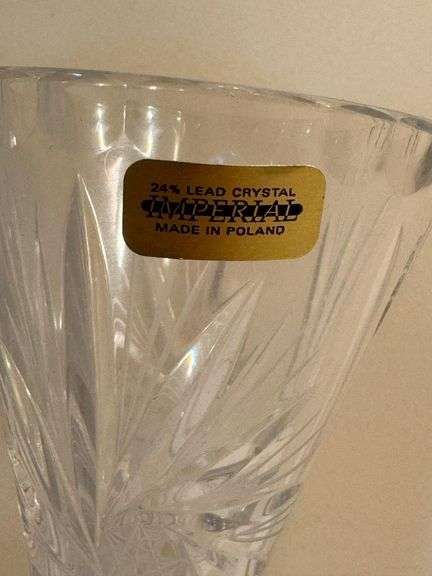 24% LEAD CRYSTAL
IMPERIAL
MADE IN POLAND